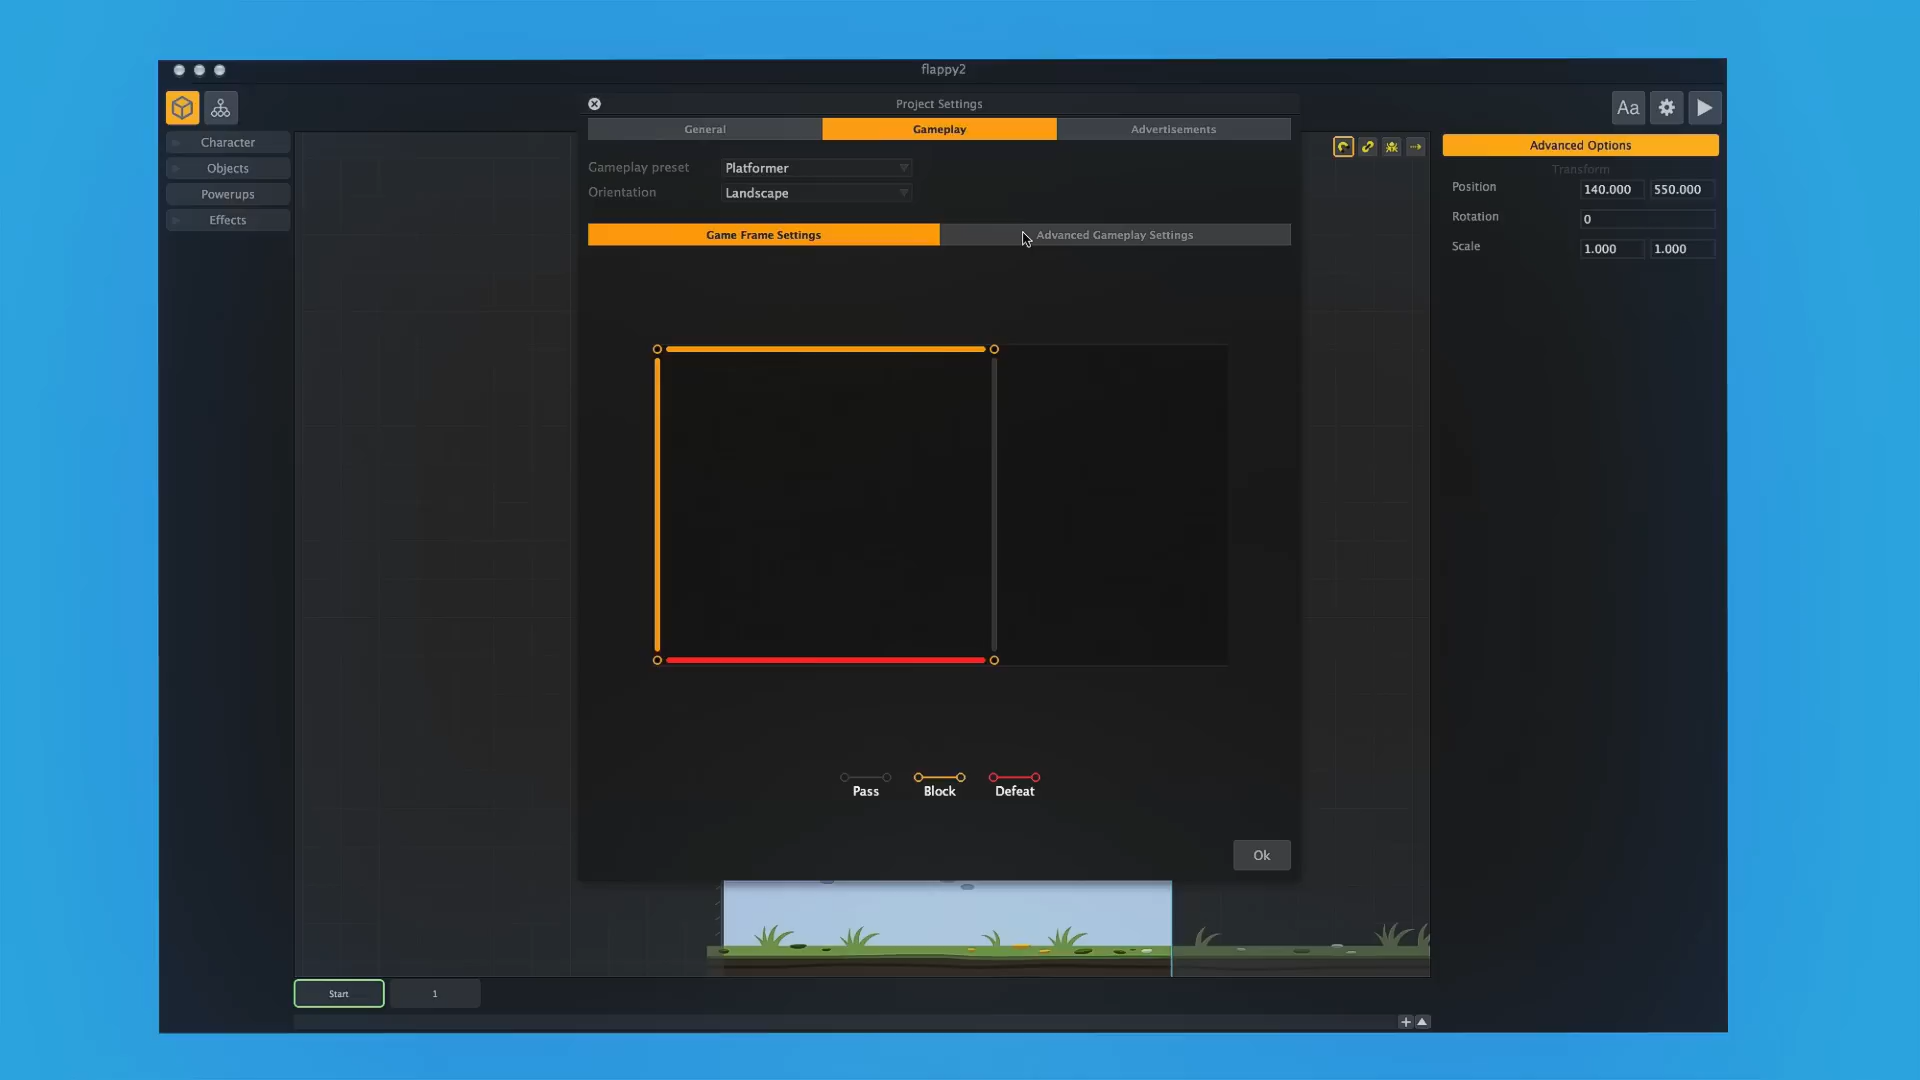 flappy2
Project Settings
Aa
General
Gameplay
Advertisements
Character
Objects
Powerups
Effects
Advanced Options
Transform
Position
140.000
550.000
Rotation
0
Scale
1.000
1.000
Gameplay preset
Platformer
Orientation
Landscape
Game Frame Settings
Advanced Gameplay Settings
Pass
Block
Defeat
Ok
Start
1